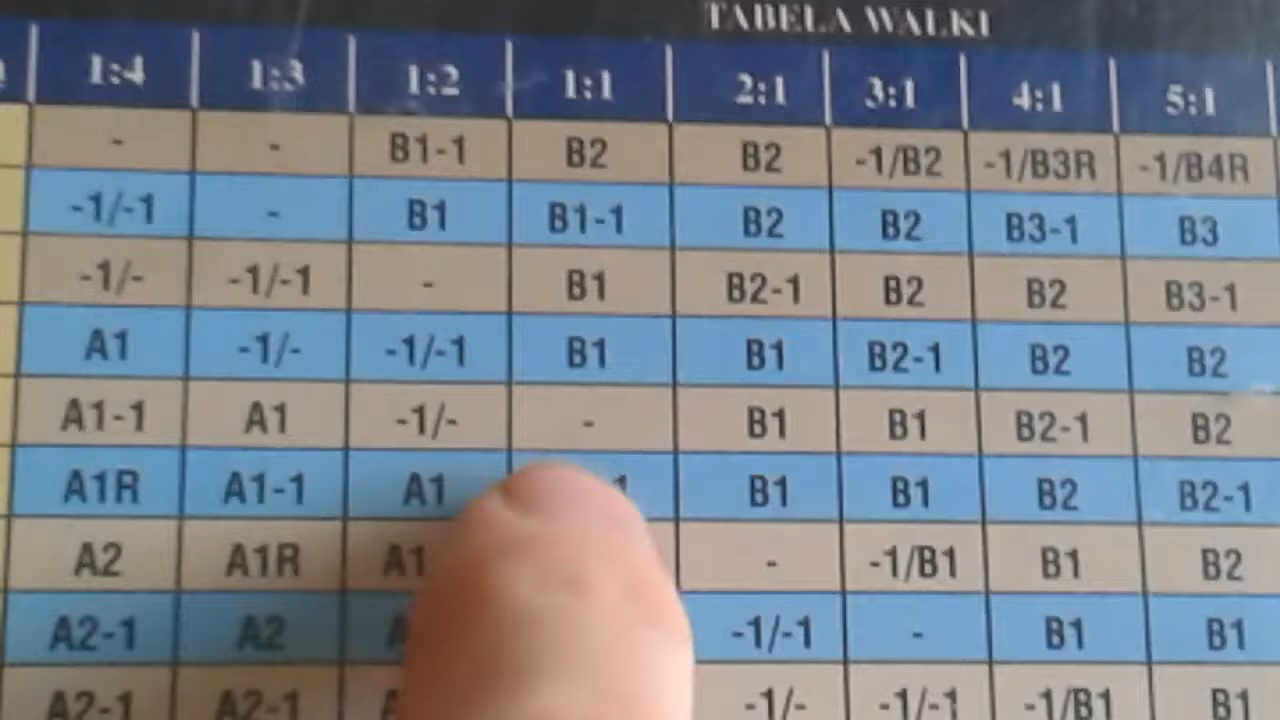 TABELA WALKI
1:4 1:3 1:2 1:1 2:1 3:1 4:1 5:1
- - B1-1 B2 B2 -1/B2 -1/B3R -1/B4R
-1/-1 - B1 B1-1 B2 B2 B3-1 B3
-1/- -1/-1 - B1 B2-1 B2 B2 B3-1
A1 -1/- -1/-1 B1 B1 B2-1 B2 B2
A1-1 A1 -1/- - B1 B1 B2-1 B2
A1R A1-1 A1 B1 B1 B2 B2-1
A2 A1R A1 - -1/B1 B1 B2
A2-1 A2 -1/-1 - B1 B1
A2-1 A2-1 -1/- -1/-1 -1/B1 B1